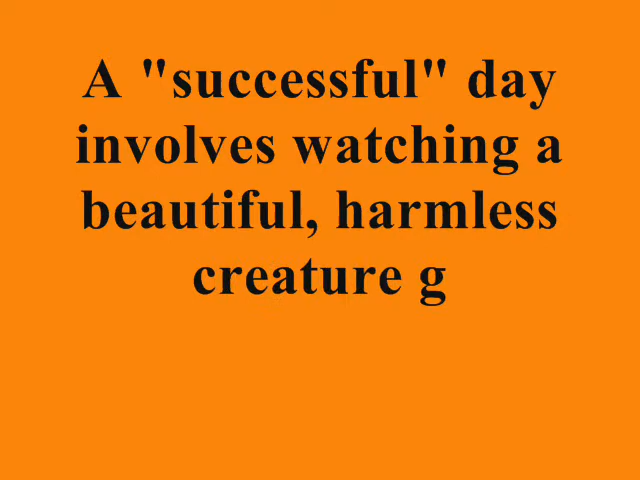 A "successful" day
involves watching a
beautiful, harmless
creature g